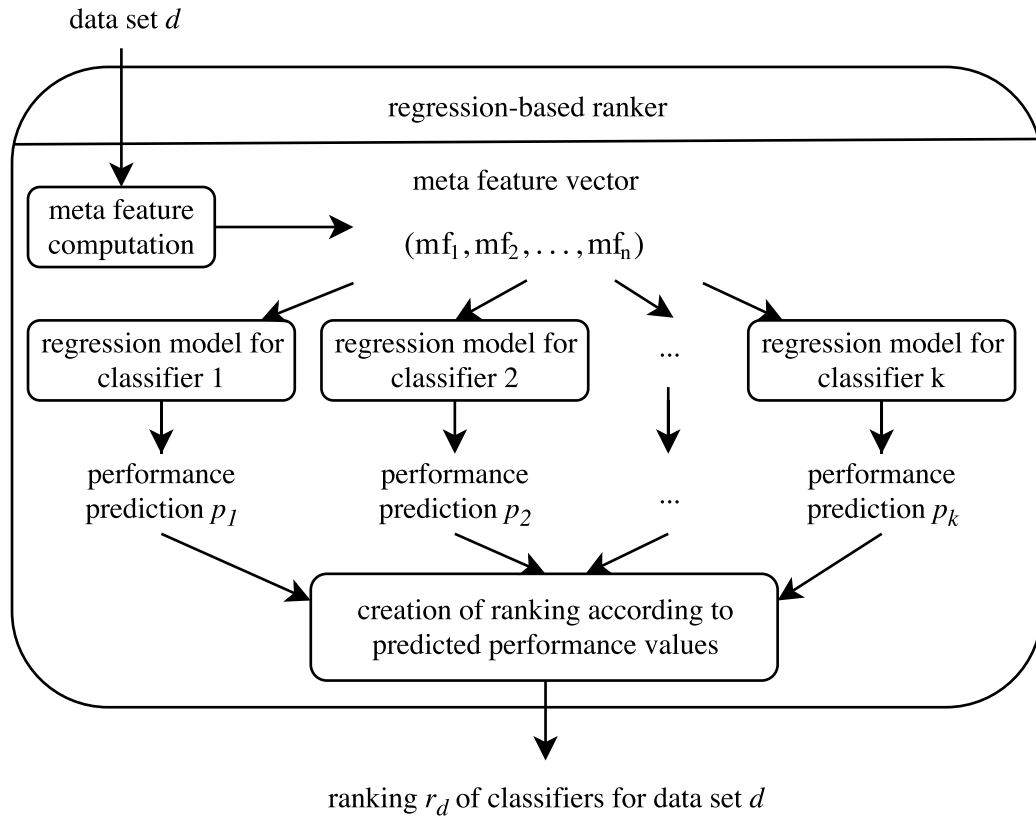 data set d
regression-based ranker
meta feature
computation
meta feature vector
(mf₁, mf₂, . . . , mfₙ)
regression model for
classifier 1
regression model for
classifier 2
...
regression model for
classifier k
performance
prediction p₁
performance
prediction p₂
...
performance
prediction pₖ
creation of ranking according to
predicted performance values
ranking r_d of classifiers for data set d